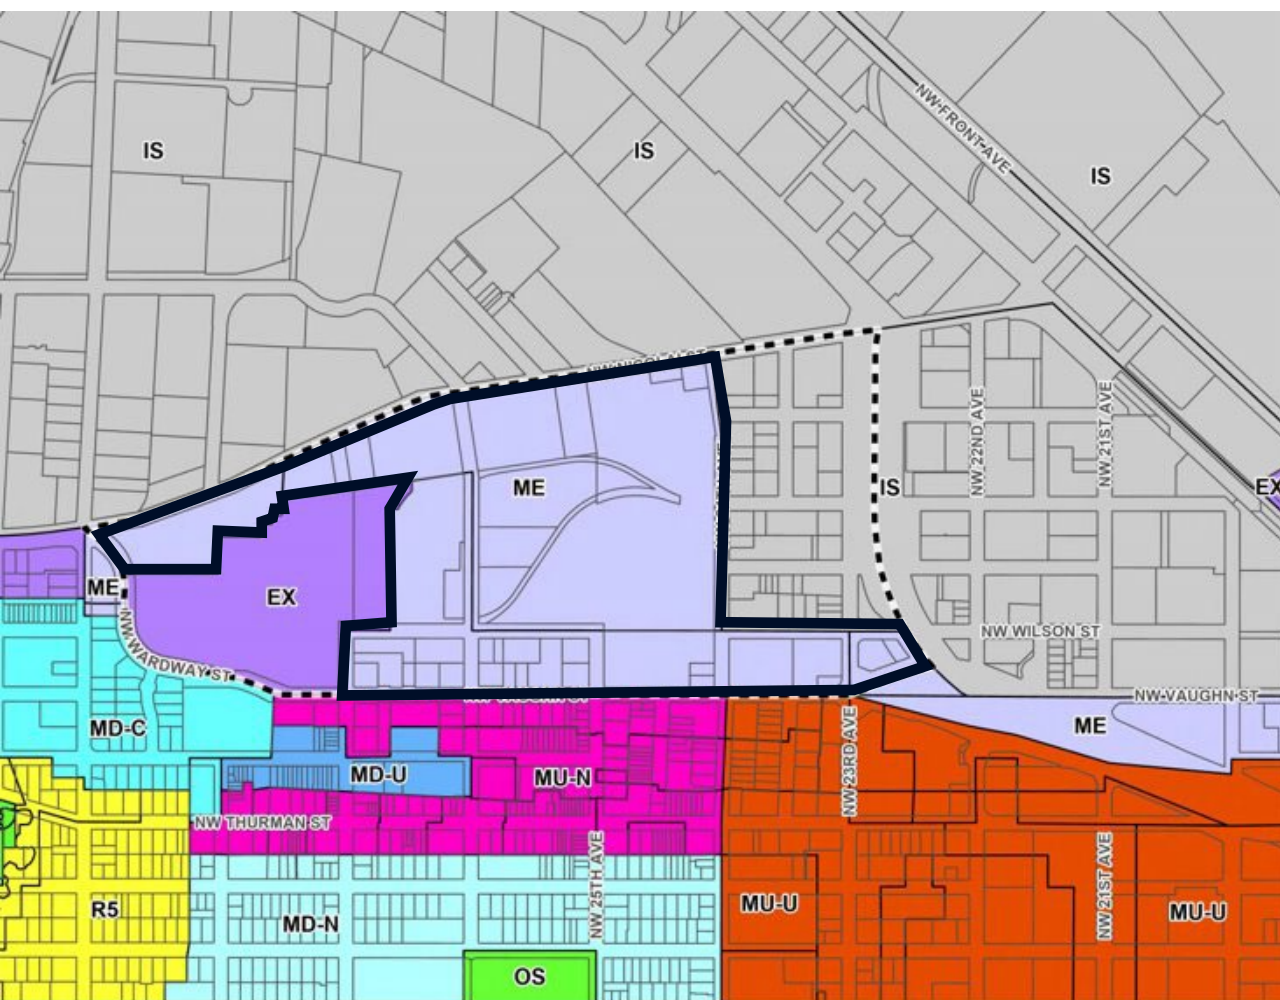 NW FRONT AVE
IS
IS
IS
NW 22ND AVE
NW 21ST AVE
ME
IS
EX
ME
EX
NW WILSON ST
NW WARDWAY ST
NW VAUGHN ST
MD-C
ME
MD-U
MU-N
NW 23RD AVE
NW THURMAN ST
NW 25TH AVE
NW 21ST AVE
R5
MD-N
MU-U
MU-U
OS